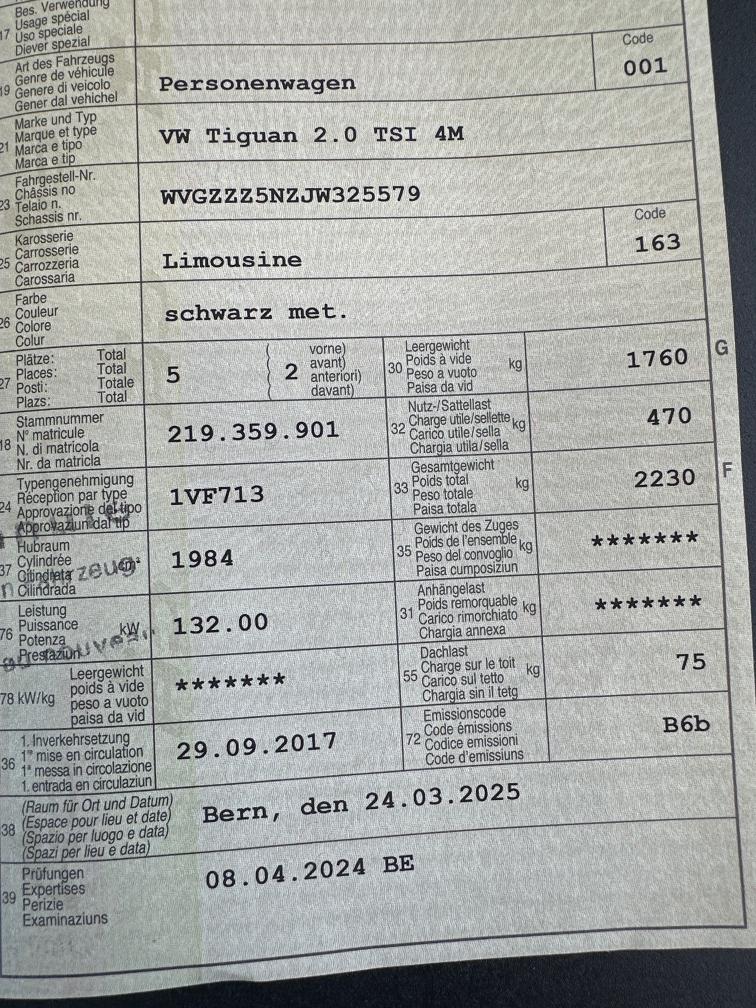 Bes. Verwendung
17 Usage spécial
Uso speciale
Diever spezial
Art des Fahrzeugs
19 Genre de véhicule
Genere di veicolo
Gener dal vehichel
Personenwagen
Code
001
Marke und Typ
21 Marque et type
Marca e tipo
Marca e tip
VW Tiguan 2.0 TSI 4M
Fahrgestell-Nr.
23 Châssis no
Telaio n.
Schassis nr.
WVGZZZ5NZJW325579
Karosserie
25 Carrosserie
Carrozzeria
Carossaria
Limousine
Code
163
Farbe
26 Couleur
Colore
Colur
schwarz met.
Plätze: Total
27 Places: Total
Posti: Totale
Plazs: Total
5
( 2 vorne)
avant)
anteriori)
davant)
Leergewicht
30 Poids à vide kg
Peso a vuoto
Paisa da vid
1760
G
Stammnummer
18 N° matricule
N. di matricola
Nr. da matricla
219.359.901
Nutz-/Sattellast
32 Charge utile/sellette kg
Carico utile/sella
Chargia utila/sella
470
Typengenehmigung
24 Réception par type
Approvazione del tipo
Approvaziun dal tip
1VF713
Gesamtgewicht
33 Poids total kg
Peso totale
Paisa totala
2230
F
Hubraum
37 Cylindrée cm³
Cilindrata
Cilindrada
1984
Gewicht des Zuges
35 Poids de l'ensemble kg
Peso del convoglio
Paisa cumposiziun
*******
Leistung
76 Puissance kW
Potenza
Prestaziun
132.00
Anhängelast
31 Poids remorquable kg
Carico rimorchiato
Chargia annexa
*******
Leergewicht
78 kW/kg poids à vide
peso a vuoto
paisa da vid
*******
Dachlast
55 Charge sur le toit kg
Carico sul tetto
Chargia sin il tetg
75
1. Inverkehrsetzung
36 1re mise en circulation
1a messa in circolazione
1. entrada en circulaziun
29.09.2017
Emissionscode
72 Code émissions
Codice emissioni
Code d'emissiuns
B6b
(Raum für Ort und Datum)
38 (Espace pour lieu et date)
(Spazio per luogo e data)
(Spazi per lieu e data)
Bern, den 24.03.2025
Prüfungen
39 Expertises
Perizie
Examinaziuns
08.04.2024 BE